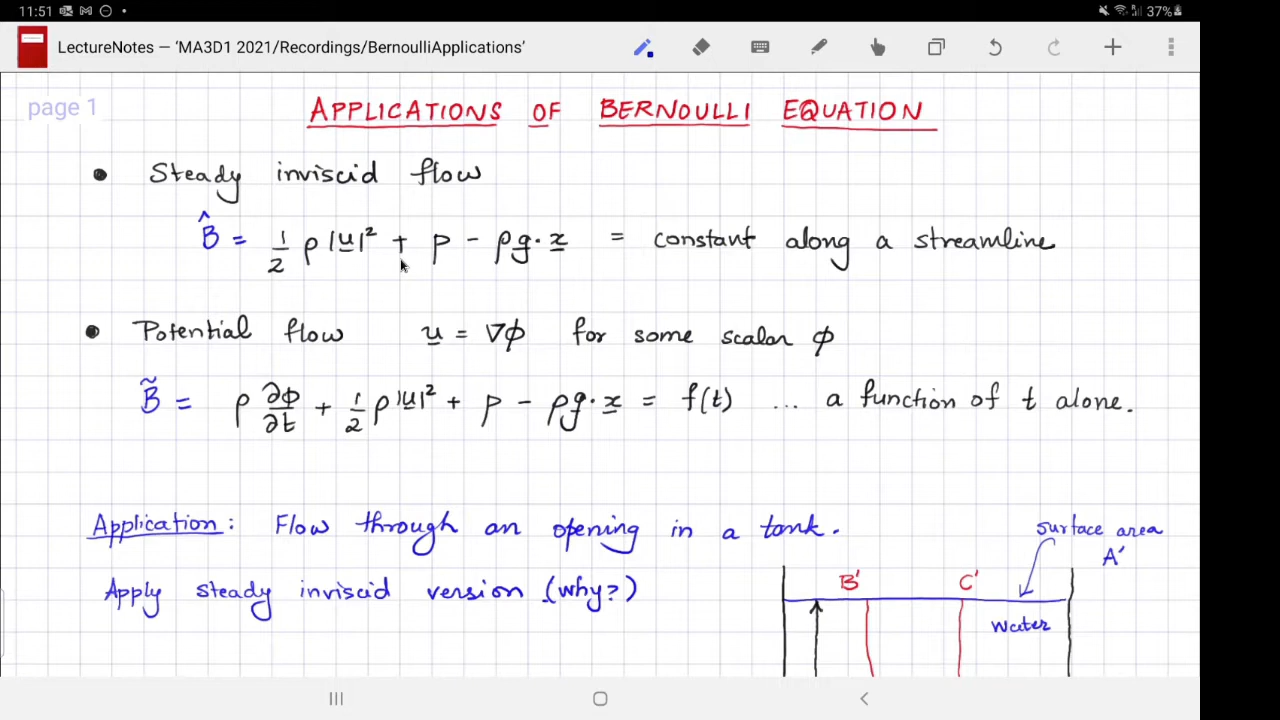 11:51
37%
LectureNotes — ‘MA3D1 2021/Recordings/BernoulliApplications’
page 1
APPLICATIONS OF BERNOULLI EQUATION
• Steady inviscid flow
B̂ = 1/2 ρ |u̲|² + p − ρg̲·x̲ = constant along a streamline
• Potential flow u̲ = ∇φ for some scalar φ
B̃ = ρ ∂φ/∂t + 1/2 ρ|u̲|² + p − ρg̲·x̲ = f(t) ... a function of t alone.
Application: Flow through an opening in a tank.
surface area
A'
Apply steady inviscid version (why?)
B' C'
Water